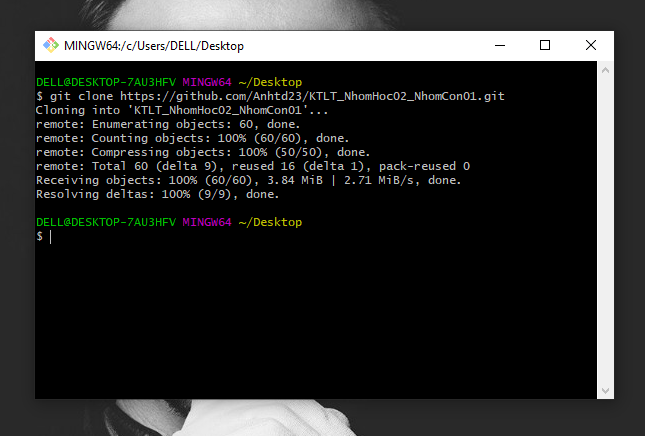 MINGW64:/c/Users/DELL/Desktop
DELL@DESKTOP-7AU3HFV MINGW64 ~/Desktop
$ git clone https://github.com/Anhtd23/KTLT_NhomHoc02_NhomCon01.git
Cloning into 'KTLT_NhomHoc02_NhomCon01'...
remote: Enumerating objects: 60, done.
remote: Counting objects: 100% (60/60), done.
remote: Compressing objects: 100% (50/50), done.
remote: Total 60 (delta 9), reused 16 (delta 1), pack-reused 0
Receiving objects: 100% (60/60), 3.84 MiB | 2.71 MiB/s, done.
Resolving deltas: 100% (9/9), done.
DELL@DESKTOP-7AU3HFV MINGW64 ~/Desktop
$